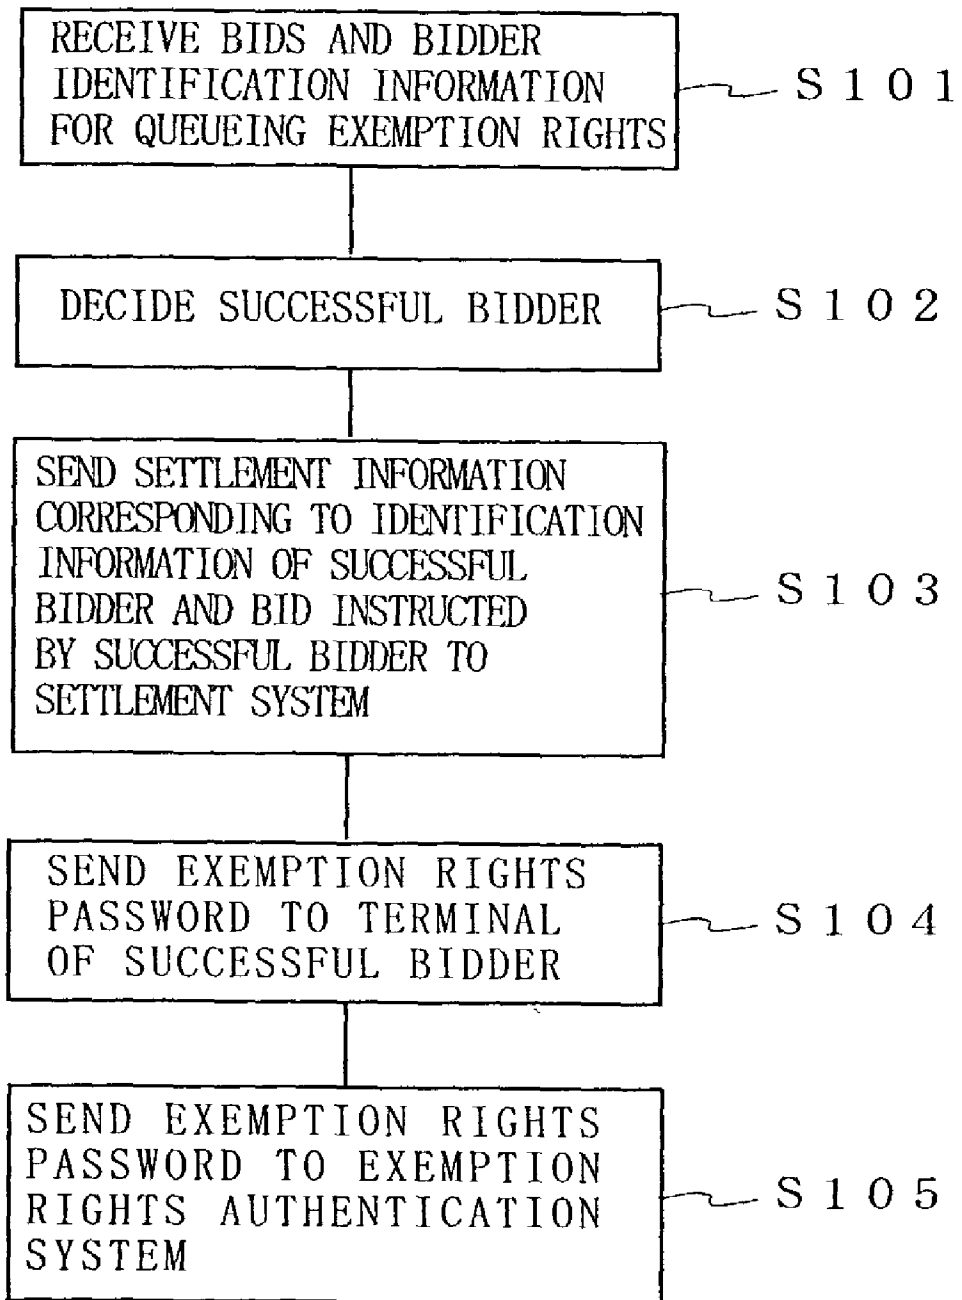 RECEIVE BIDS AND BIDDER
IDENTIFICATION INFORMATION
FOR QUEUEING EXEMPTION RIGHTS
S101
DECIDE SUCCESSFUL BIDDER
S102
SEND SETTLEMENT INFORMATION
CORRESPONDING TO IDENTIFICATION
INFORMATION OF SUCCESSFUL
BIDDER AND BID INSTRUCTED
BY SUCCESSFUL BIDDER TO
SETTLEMENT SYSTEM
S103
SEND EXEMPTION RIGHTS
PASSWORD TO TERMINAL
OF SUCCESSFUL BIDDER
S104
SEND EXEMPTION RIGHTS
PASSWORD TO EXEMPTION
RIGHTS AUTHENTICATION
SYSTEM
S105